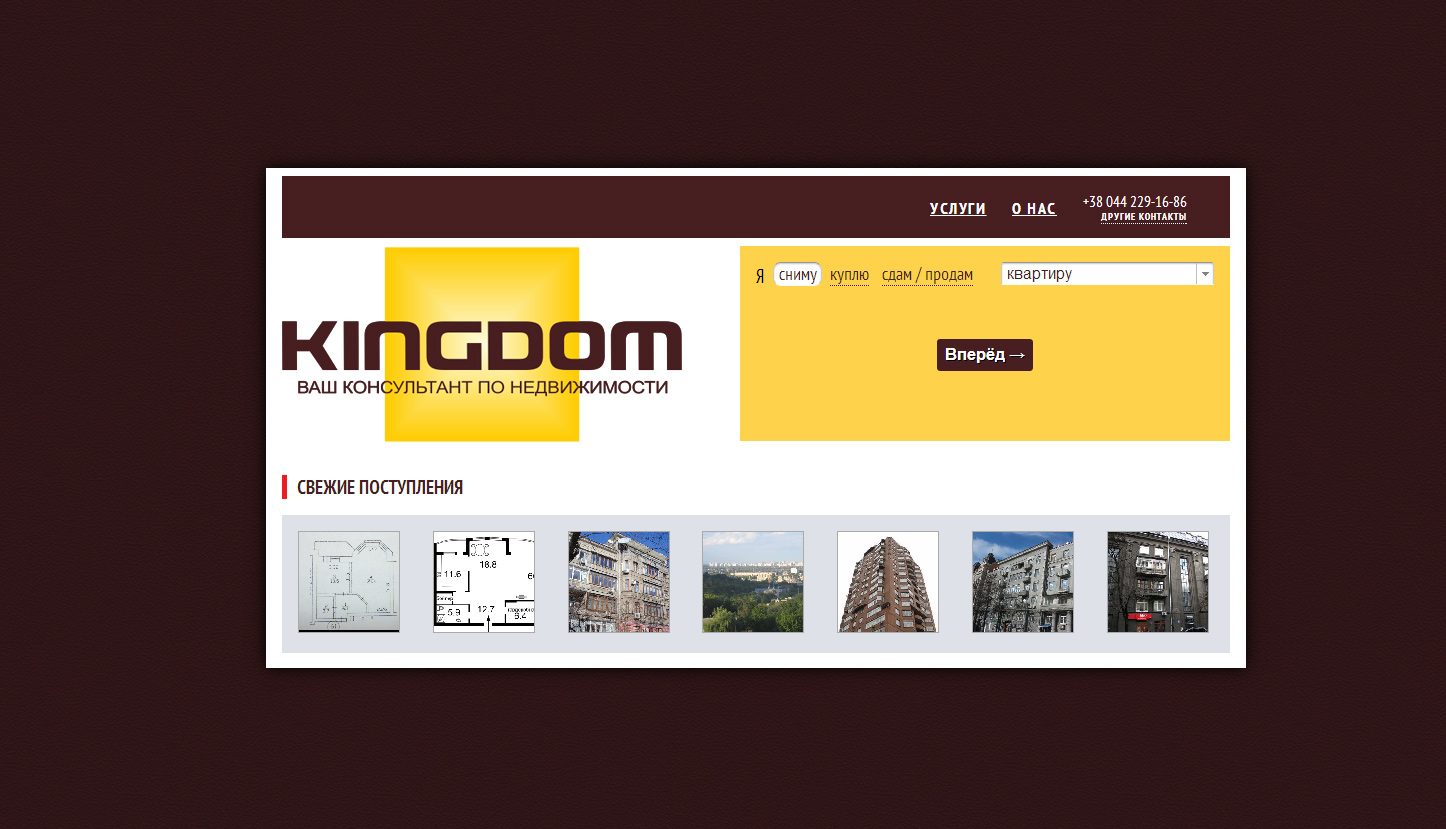 УСЛУГИ О НАС +38 044 229-16-86
ДРУГИЕ КОНТАКТЫ
Я сниму куплю сдам / продам квартиру
KINGDOM
ВАШ КОНСУЛЬТАНТ ПО НЕДВИЖИМОСТИ
Вперёд →
СВЕЖИЕ ПОСТУПЛЕНИЯ
18.8
11.6
12.7
5.9
8.4